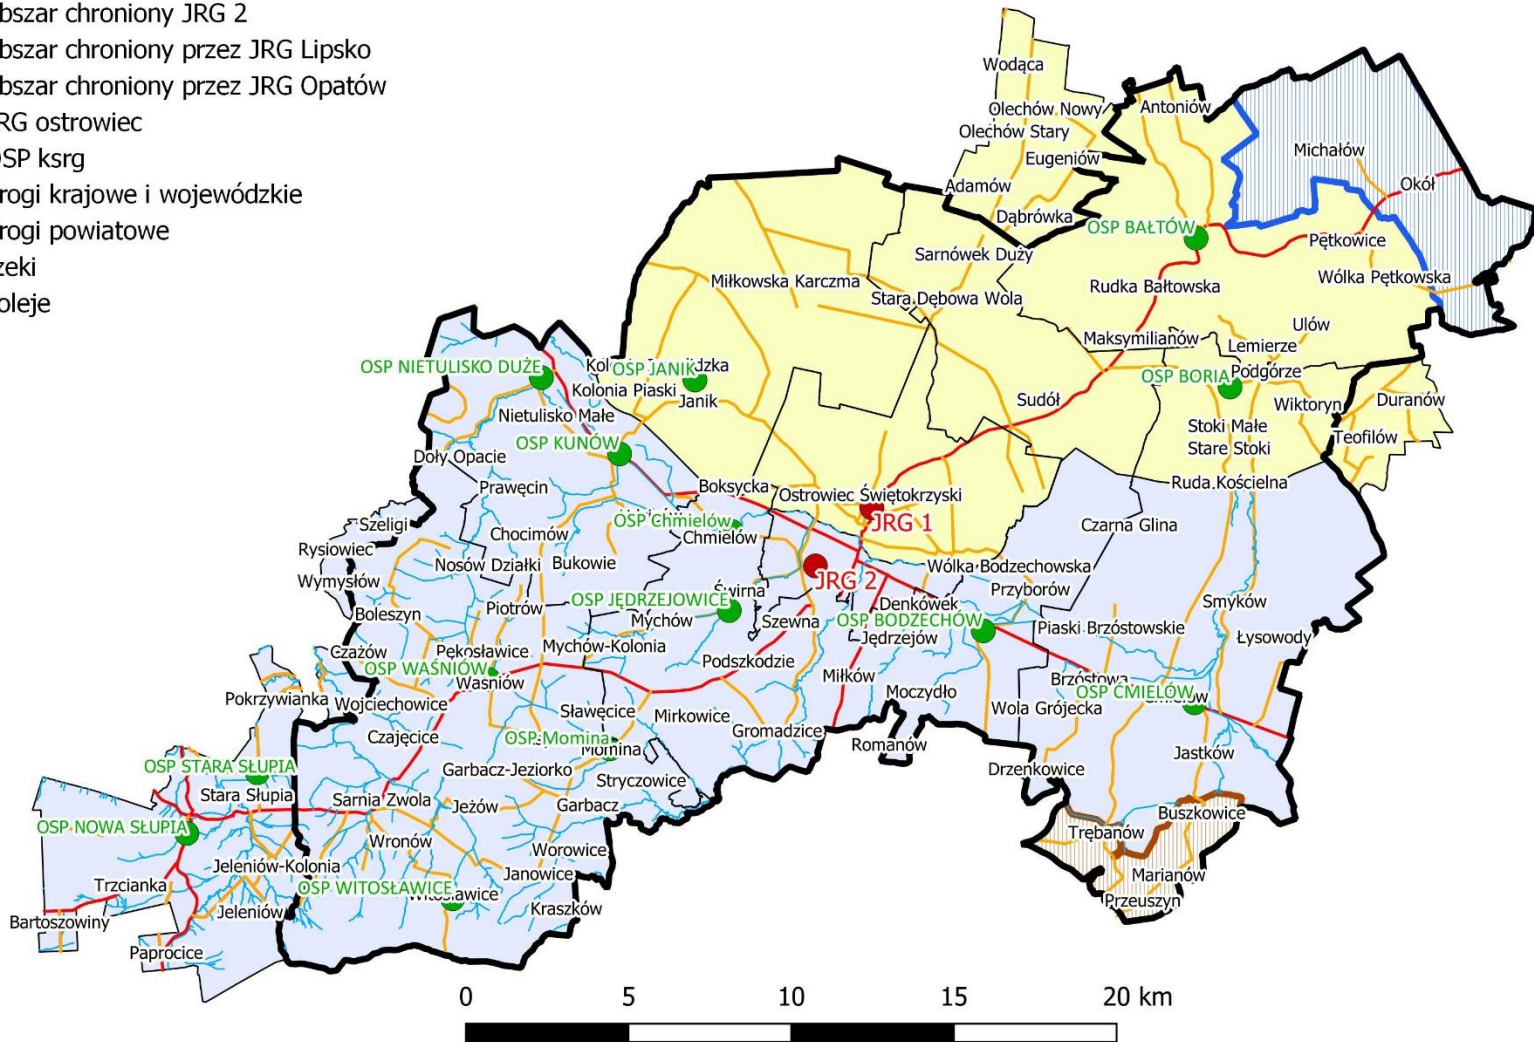 bszar chroniony JRG 2
bszar chroniony przez JRG Lipsko
bszar chroniony przez JRG Opatów
RG ostrowiec
OSP ksrg
rogi krajowe i wojewódzkie
rogi powiatowe
zeki
oleje
Wodąca
Olechów Nowy
Antoniów
Olechów Stary
Eugeniów
Michałów
Adamów
Okół
Dąbrówka
OSP BAŁTÓW
Pętkowice
Sarnówek Duży
Miłkowska Karczma
Wólka Pętkowska
Rudka Bałtowska
Stara Dębowa Wola
Ulów
Maksymilianów
Lemierze
OSP NIETULISKO DUŻE
OSP JANIK
OSP BORIA
Podgórze
Kolonia Piaski
Janik
Sudół
Wiktoryn
Duranów
Nietulisko Małe
Stoki Małe
Teofilów
OSP KUNÓW
Stare Stoki
Doły Opacie
Prawęcin
Boksycka
Ostrowiec Świętokrzyski
Ruda Kościelna
Szeligi
OSP Chmielów
JRG 1
Czarna Glina
Chocimów
Chmielów
Rysiowiec
Nosów Działki
Bukowie
Wólka Bodzechowska
Wymysłów
JRG 2
Przyborów
Świrna
OSP JĘDRZEJOWICE
Denkówek
Smyków
Boleszyn
Piotrów
Mychów
Szewna
OSP BODZECHÓW
Piaski Brzóstowskie
Jędrzejów
Łysowody
Czażów
Pękosławice
Mychów-Kolonia
OSP WAŚNIÓW
Podszkodzie
Waśniów
Miłków
Brzóstowa
Pokrzywianka
Moczydło
OSP ĆMIELÓW
Wojciechowice
Sławęcice
Mirkowice
Wola Grójecka
Gromadzice
Czajęcice
OSP Momina
Momina
Romanów
Jastków
OSP STARA SŁUPIA
Garbacz-Jeziorko
Stryczowice
Drzenkowice
Stara Słupia
Sarnia Zwola
Jeżów
Garbacz
Buszkowice
OSP NOWA SŁUPIA
Trębanów
Wronów
Worowice
Jeleniów-Kolonia
Janowice
Marianów
Trzcianka
OSP WITOSŁAWICE
Przeuszyn
Jeleniów
Kraszków
Bartoszowiny
Paprocice
0 5 10 15 20 km